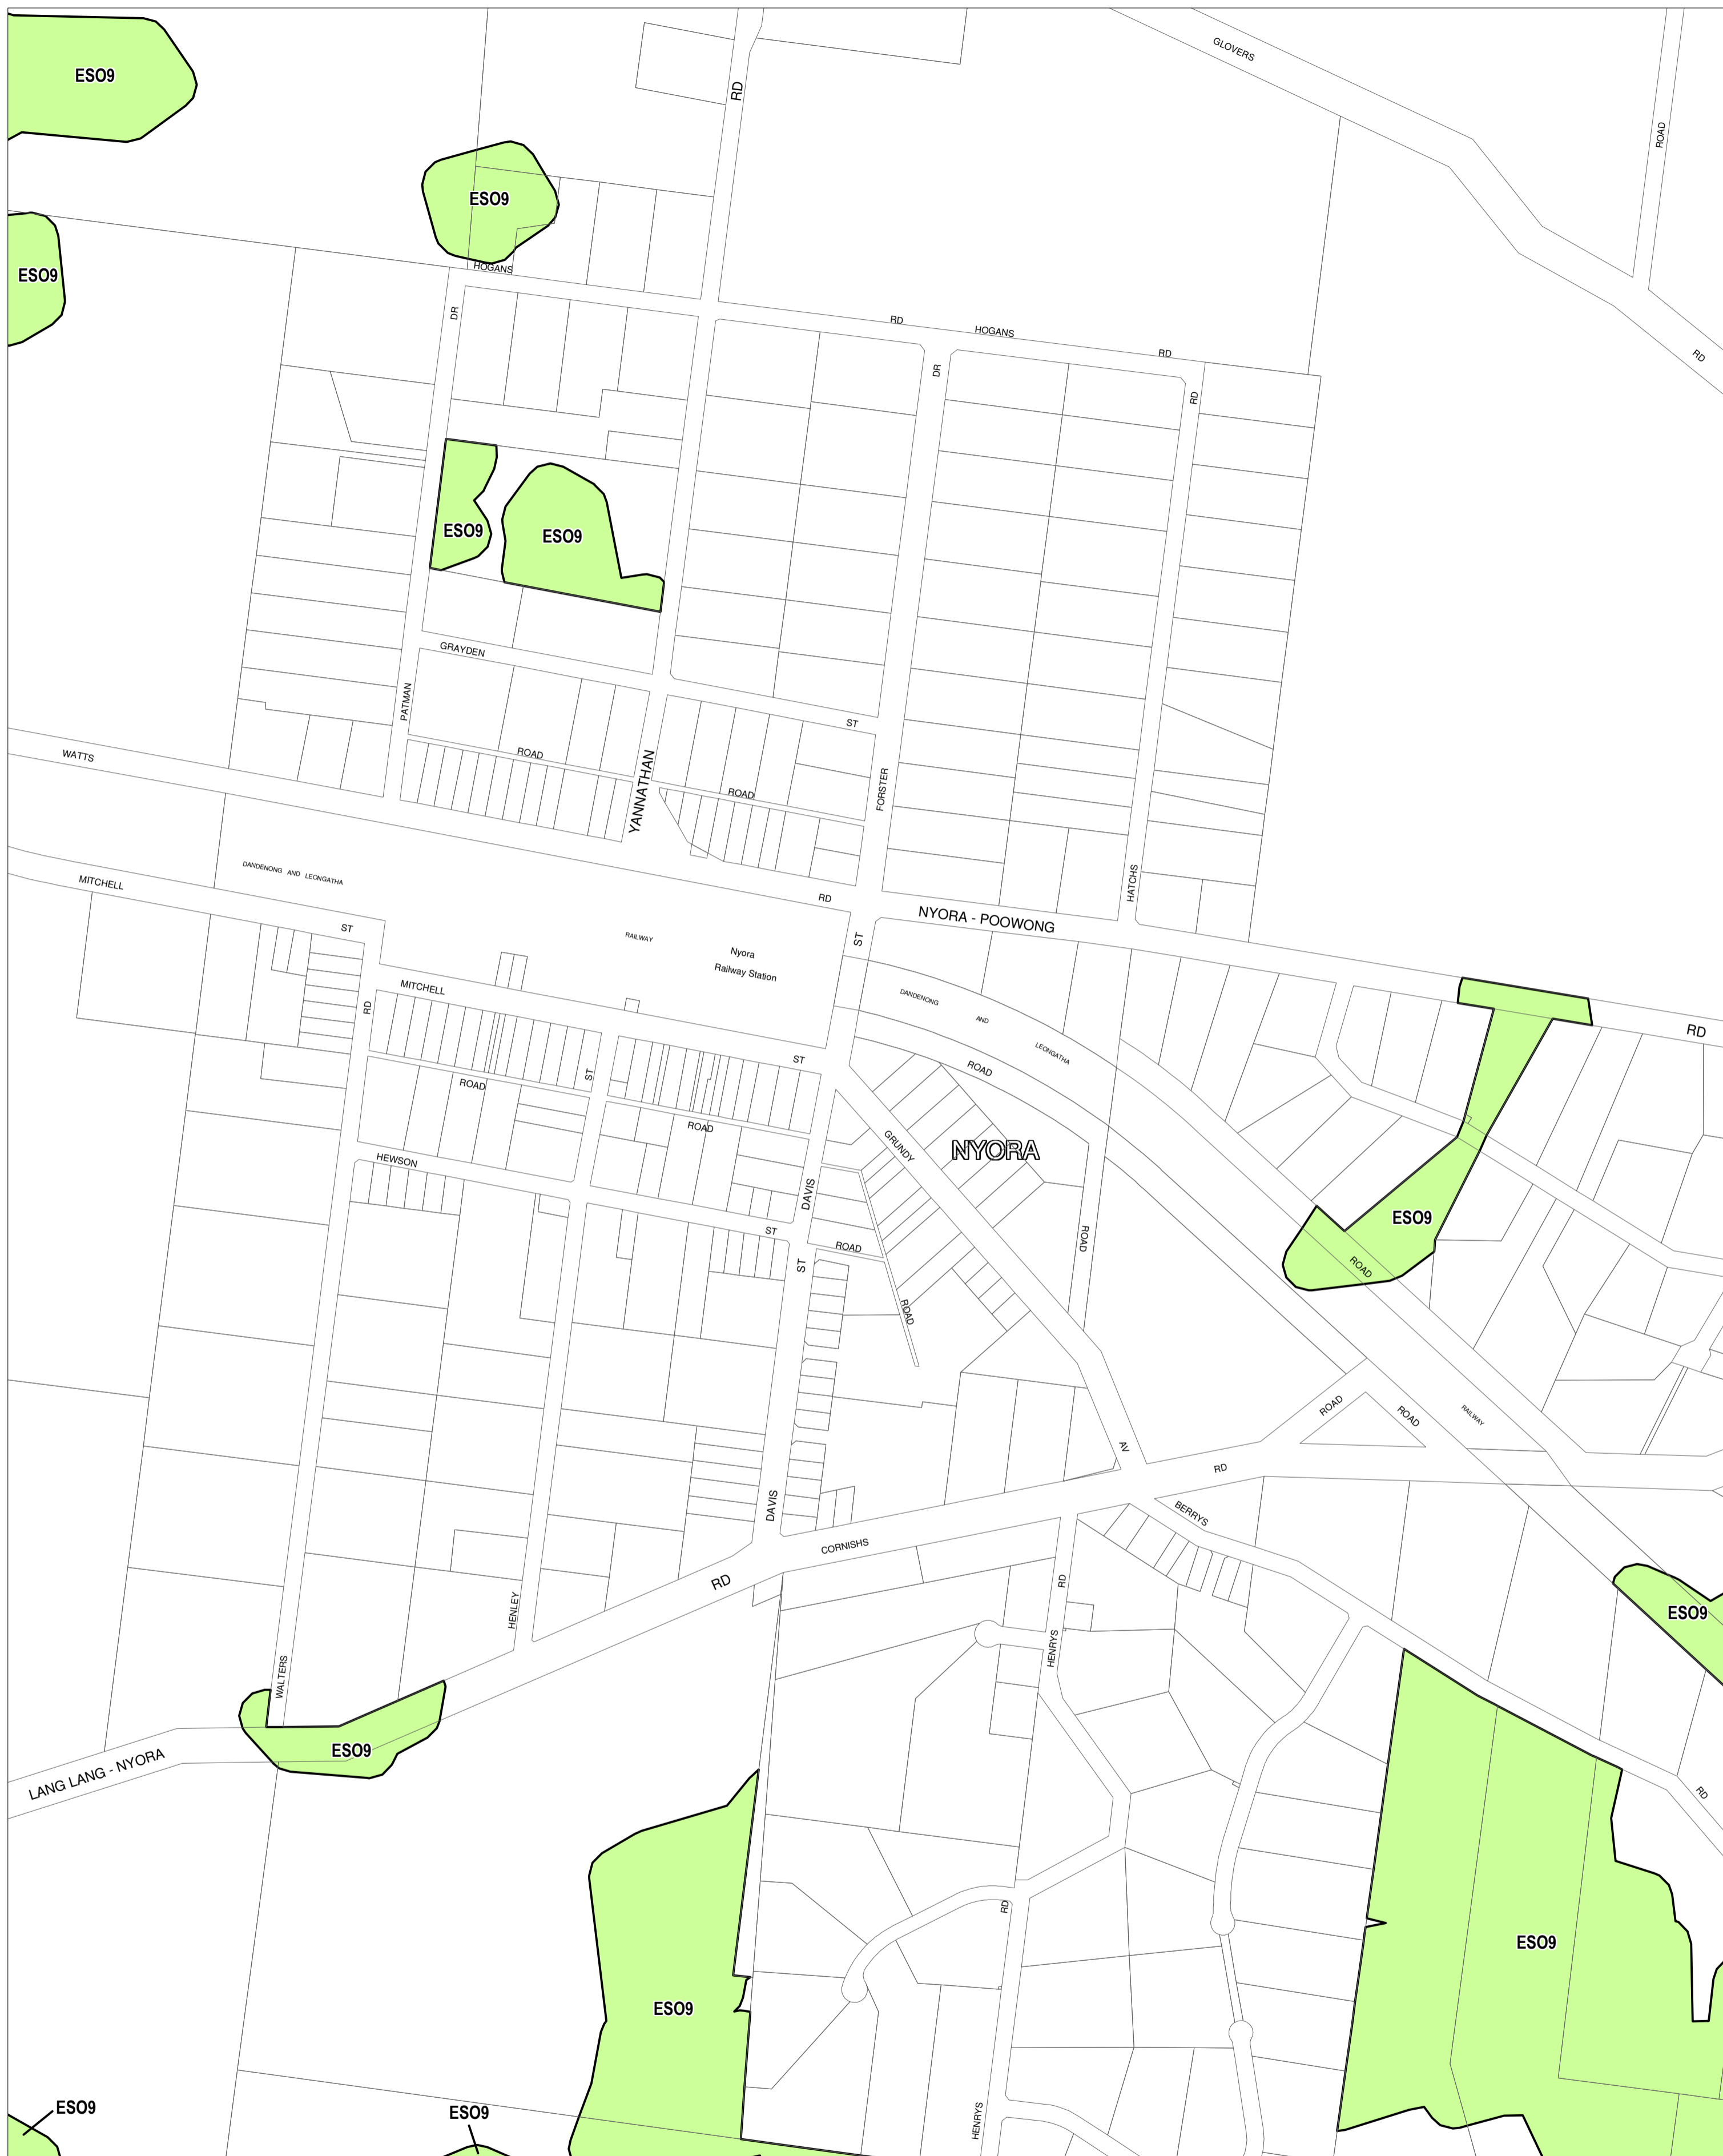 GLOVERS
ESO9
RD
ROAD
ESO9
HOGANS
ESO9
DR
RD
HOGANS
RD
RD
DR
RD
ESO9
ESO9
GRAYDEN
PATMAN
ST
ROAD
WATTS
YANNATHAN
ROAD
FORSTER
DANDENONG AND LEONGATHA
MITCHELL
HATCHS
RD
NYORA - POOWONG
ST
ST
RAILWAY
Nyora
Railway Station
MITCHELL
RD
DANDENONG
AND
LEONGATHA
RD
ST
ROAD
ST
ROAD
ROAD
GRUNDY
NYORA
HEWSON
DAVIS
ESO9
ST
ROAD
ROAD
ST
ROAD
ROAD
ROAD
ROAD
RAILWAY
AV
RD
DAVIS
BERRYS
CORNISHS
RD
RD
HENLEY
ESO9
HENRYS
WALTERS
ESO9
LANG LANG - NYORA
RD
RD
ESO9
ESO9
ESO9
ESO9
HENRYS